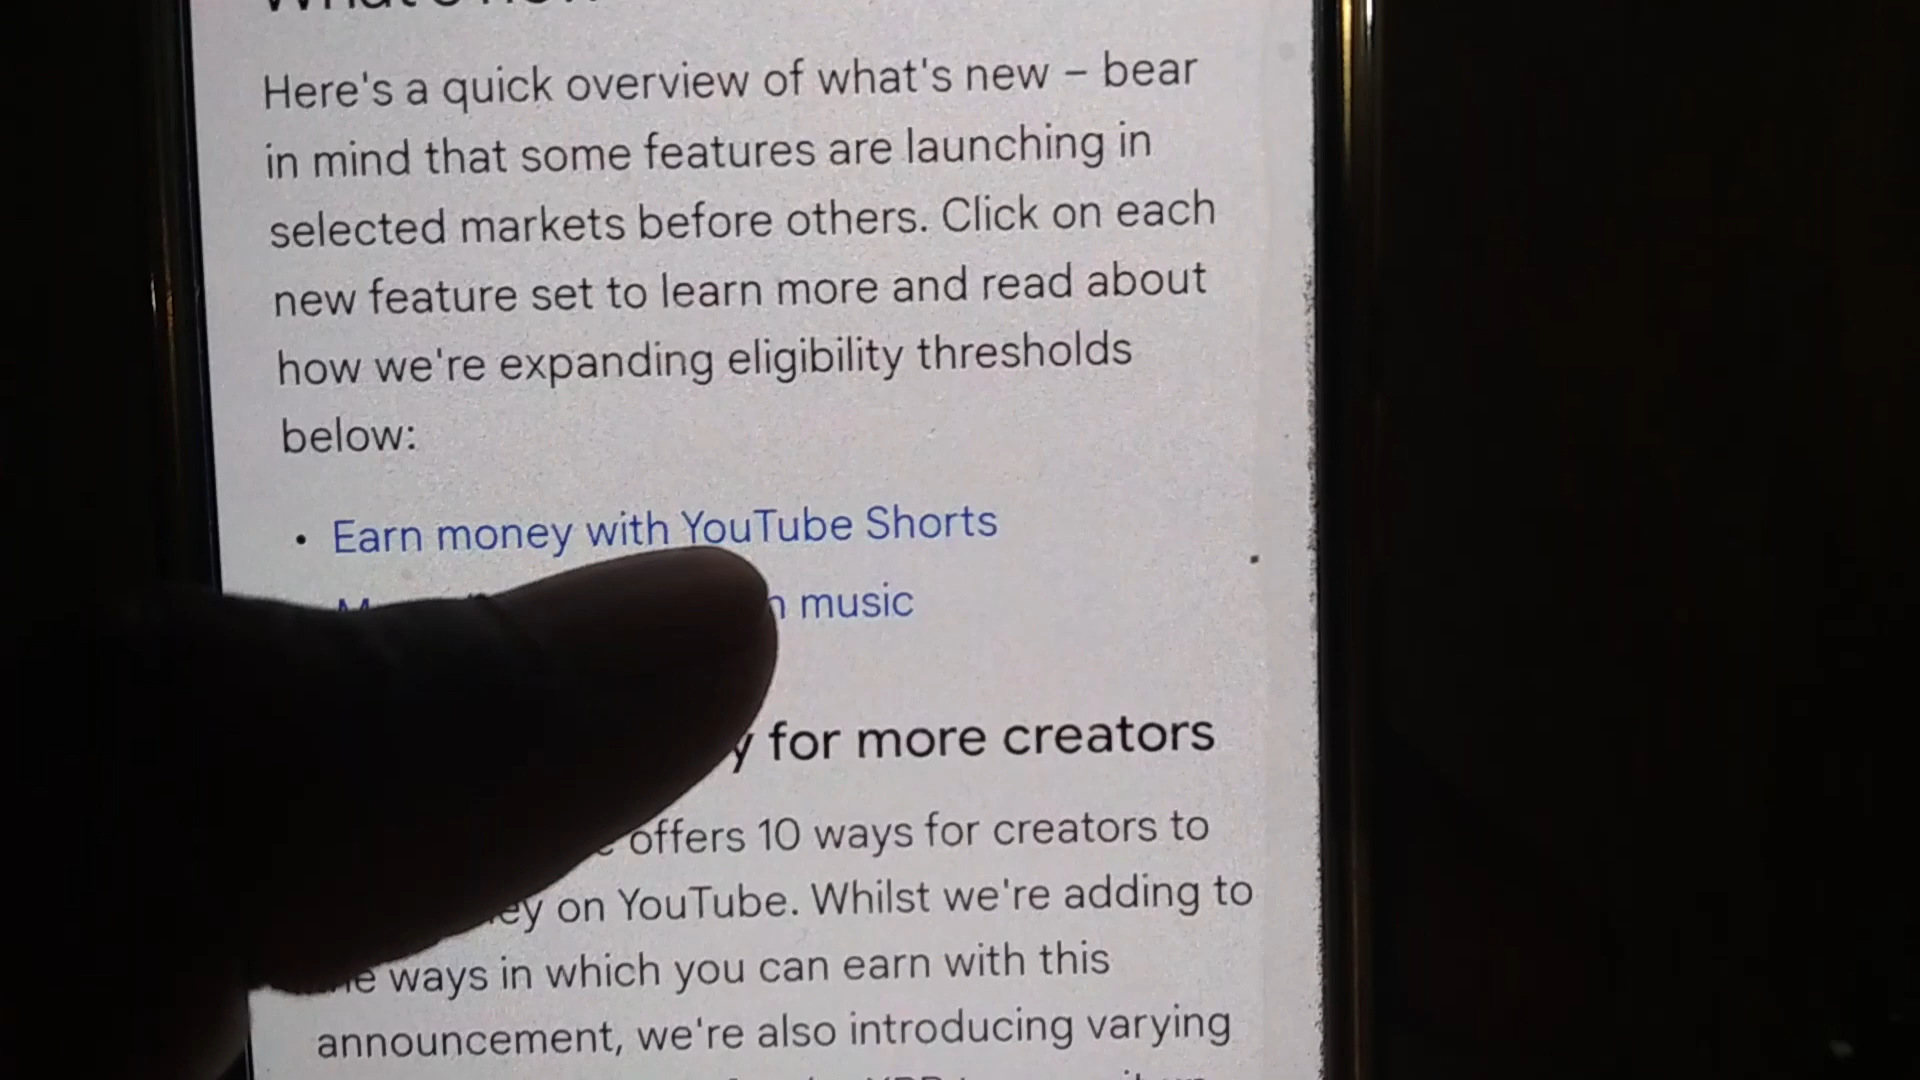 Here's a quick overview of what's new – bear
in mind that some features are launching in
selected markets before others. Click on each
new feature set to learn more and read about
how we're expanding eligibility thresholds
below:
• Earn money with YouTube Shorts
music
for more creators
offers 10 ways for creators to
on YouTube. Whilst we're adding to
ways in which you can earn with this
announcement, we're also introducing varying